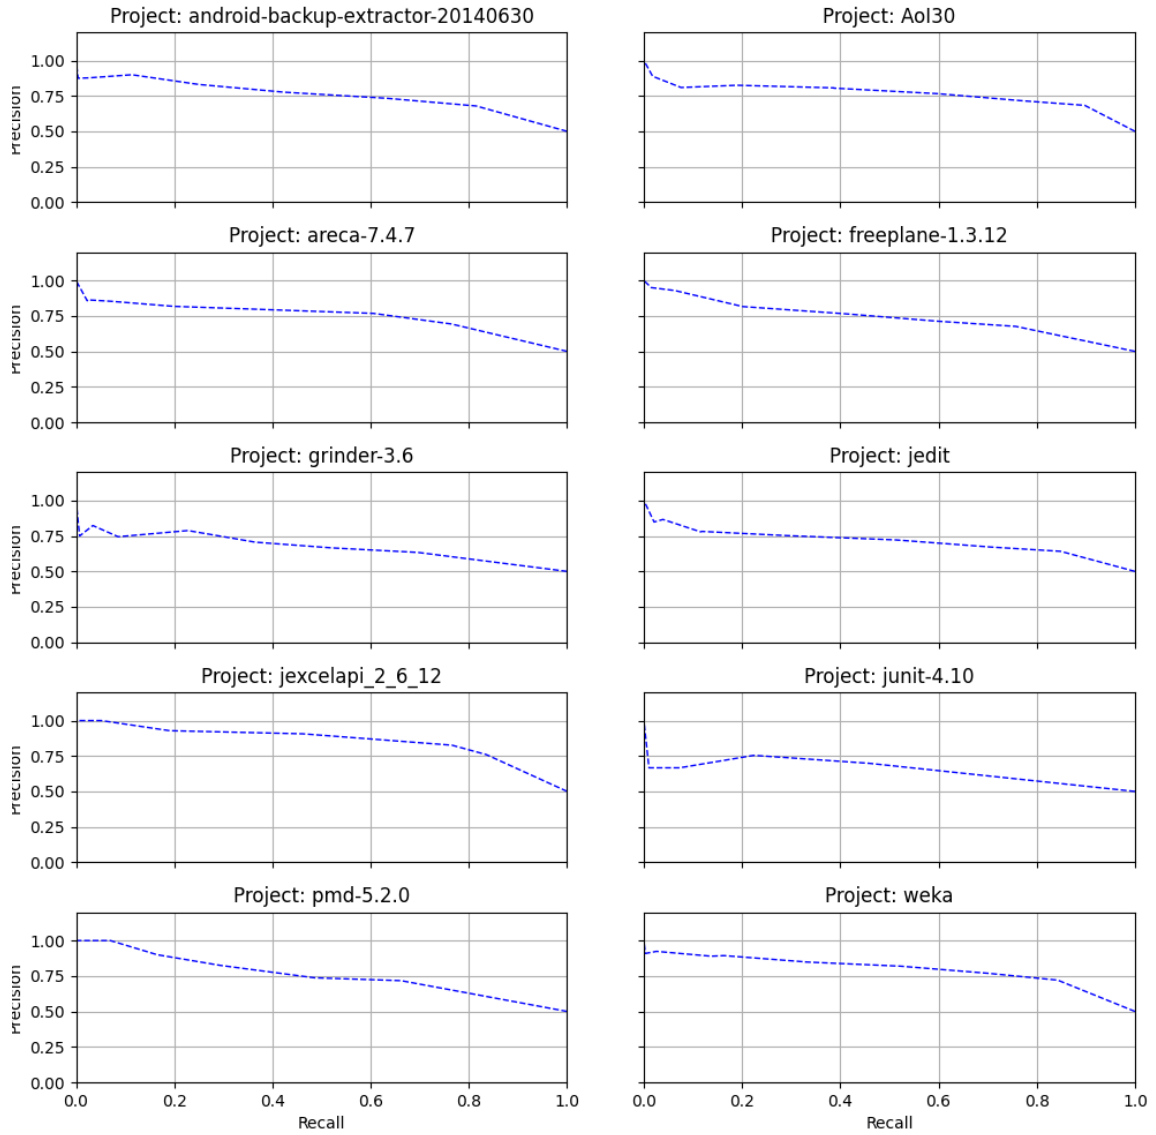 Project: android-backup-extractor-20140630
Project: AoI30
1.00
0.75
0.50
0.25
0.00
Precision
Project: areca-7.4.7
Project: freeplane-1.3.12
1.00
0.75
0.50
0.25
0.00
Precision
Project: grinder-3.6
Project: jedit
1.00
0.75
0.50
0.25
0.00
Precision
Project: jexcelapi_2_6_12
Project: junit-4.10
1.00
0.75
0.50
0.25
0.00
Precision
Project: pmd-5.2.0
Project: weka
1.00
0.75
0.50
0.25
0.00
Precision
0.0 0.2 0.4 0.6 0.8 1.0
Recall
0.0 0.2 0.4 0.6 0.8 1.0
Recall